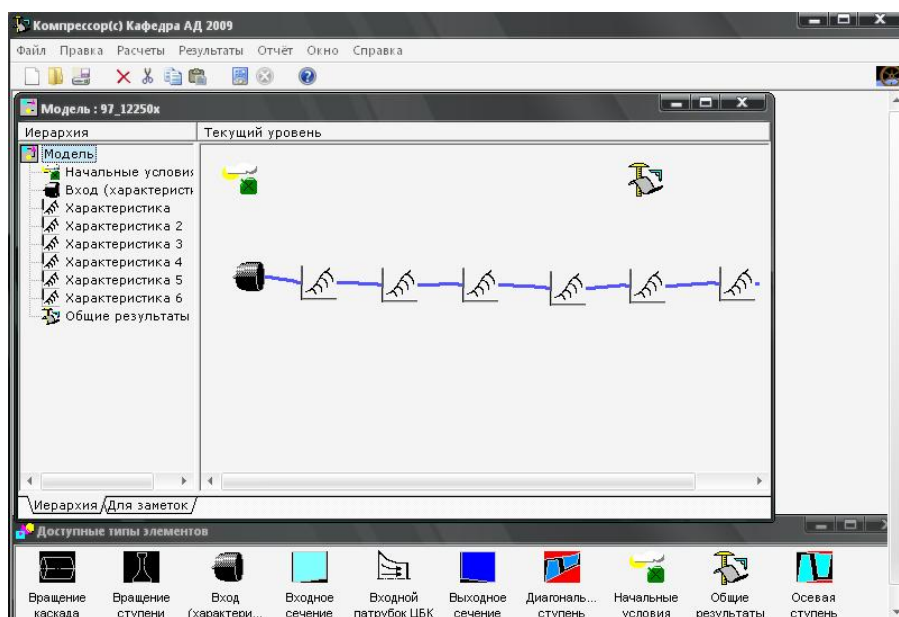 Компрессор(с) Кафедра АД 2009
Файл Правка Расчеты Результаты Отчёт Окно Справка
Модель : 97_12250x
Иерархия Текущий уровень
Модель
Начальные условия
Вход (характеристи
Характеристика
Характеристика 2
Характеристика 3
Характеристика 4
Характеристика 5
Характеристика 6
Общие результаты
Иерархия Для заметок
Доступные типы элементов
Вращение Вращение Вход Входное Входной Выходное Диагональ... Начальные Общие Осевая
каскада ступени (характери... сечение патрубок ЦБК сечение ступень условия результаты ступень